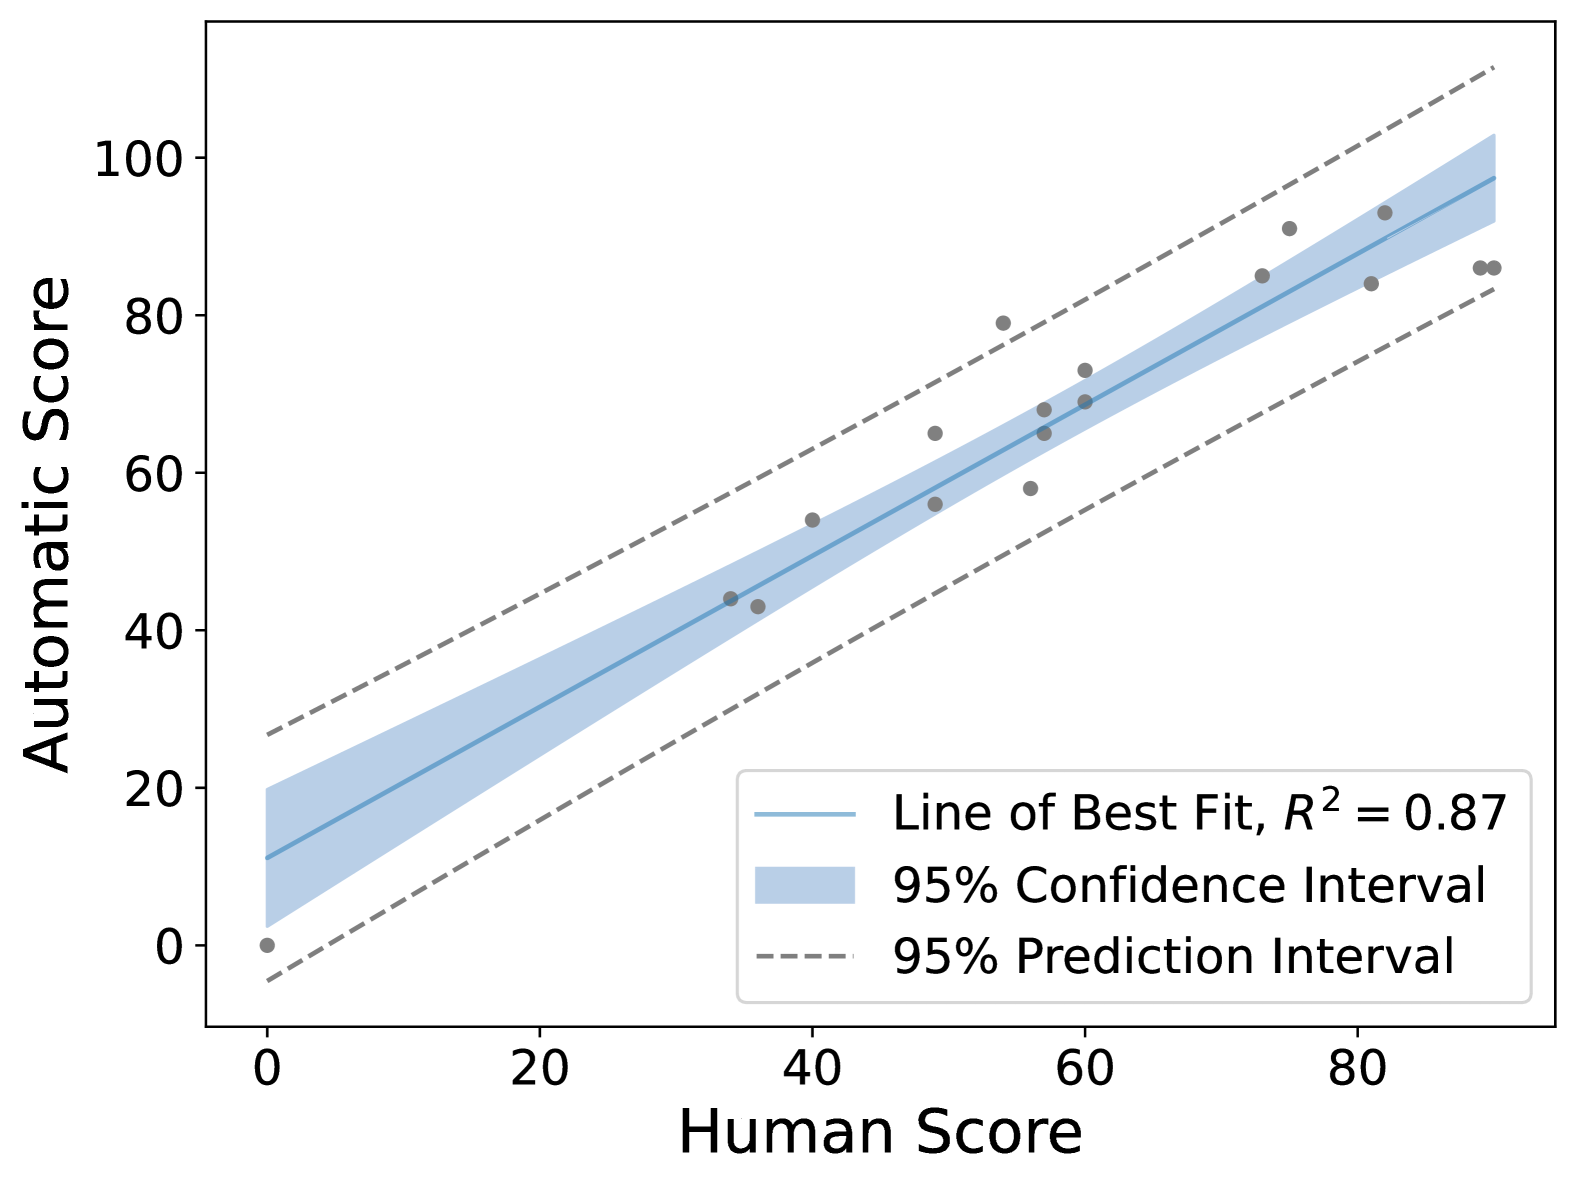 Automatic Score
100
80
60
40
20
0
Line of Best Fit, R² = 0.87
95% Confidence Interval
95% Prediction Interval
0 20 40 60 80
Human Score